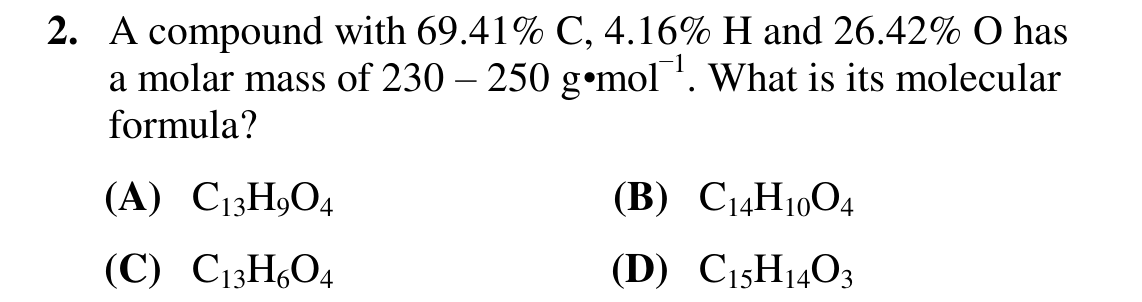 2. A compound with 69.41% C, 4.16% H and 26.42% O has
a molar mass of 230 – 250 g•mol⁻¹. What is its molecular
formula?
(A) C₁₃H₉O₄ (B) C₁₄H₁₀O₄
(C) C₁₃H₆O₄ (D) C₁₅H₁₄O₃